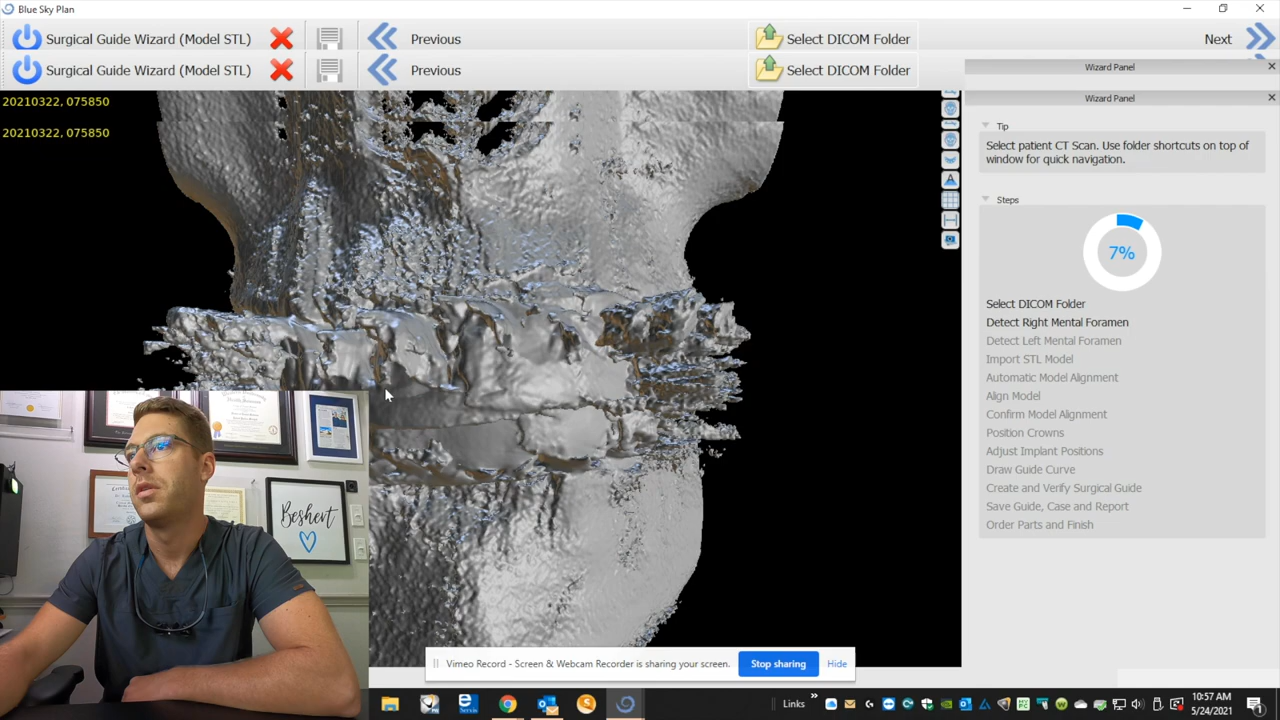 Blue Sky Plan
Surgical Guide Wizard (Model STL)
Previous
Select DICOM Folder
Next
Surgical Guide Wizard (Model STL)
Previous
Select DICOM Folder
Wizard Panel
Wizard Panel
20210322, 075850
20210322, 075850
Tip
Select patient CT Scan. Use folder shortcuts on top of
window for quick navigation.
Steps
7%
Select DICOM Folder
Detect Right Mental Foramen
Detect Left Mental Foramen
Import STL Model
Automatic Model Alignment
Align Model
Confirm Model Alignment
Position Crowns
Adjust Implant Positions
Draw Guide Curve
Create and Verify Surgical Guide
Save Guide, Case and Report
Order Parts and Finish
Beshert
Vimeo Record - Screen & Webcam Recorder is sharing your screen.
Stop sharing
Hide
Links
10:57 AM
5/24/2021